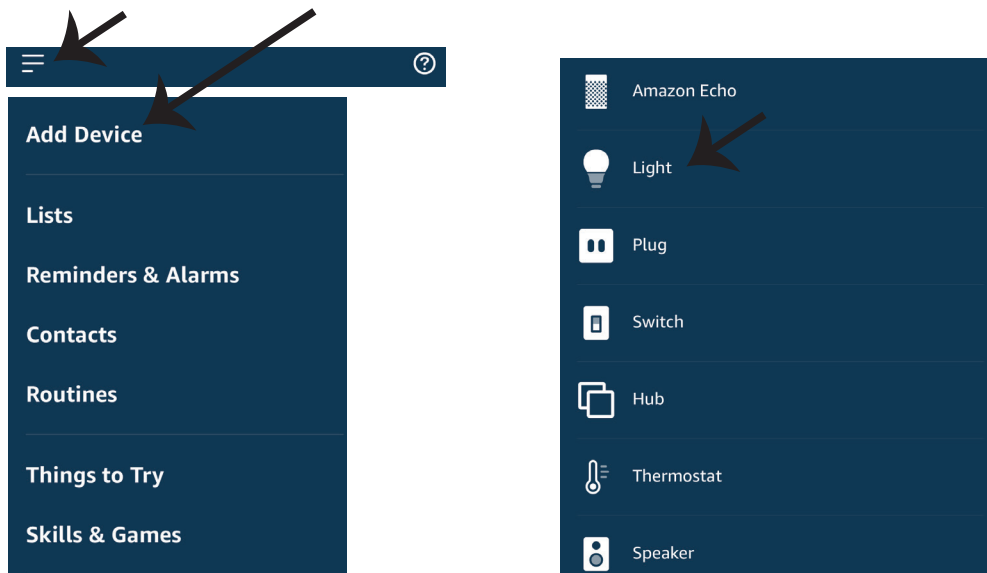 Add Device
Lists
Reminders & Alarms
Contacts
Routines
Things to Try
Skills & Games
Amazon Echo
Light
Plug
Switch
Hub
Thermostat
Speaker